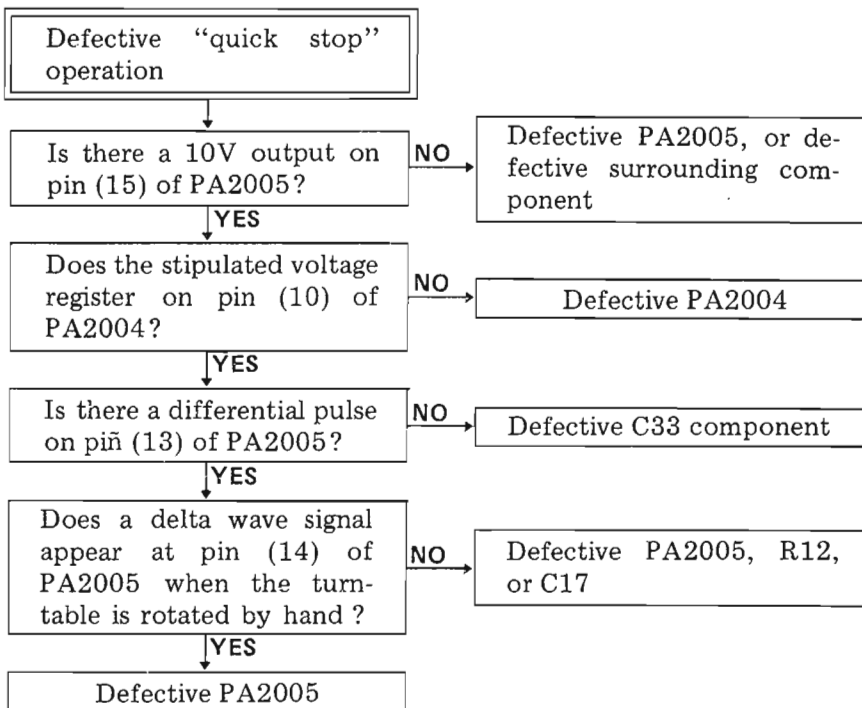 Defective “quick stop”
operation
Is there a 10V output on
pin (15) of PA2005?
NO
Defective PA2005, or de-
fective surrounding com-
ponent
YES
Does the stipulated voltage
register on pin (10) of
PA2004?
NO
Defective PA2004
YES
Is there a differential pulse
on piñ (13) of PA2005?
NO
Defective C33 component
YES
Does a delta wave signal
appear at pin (14) of
PA2005 when the turn-
table is rotated by hand ?
NO
Defective PA2005, R12,
or C17
YES
Defective PA2005